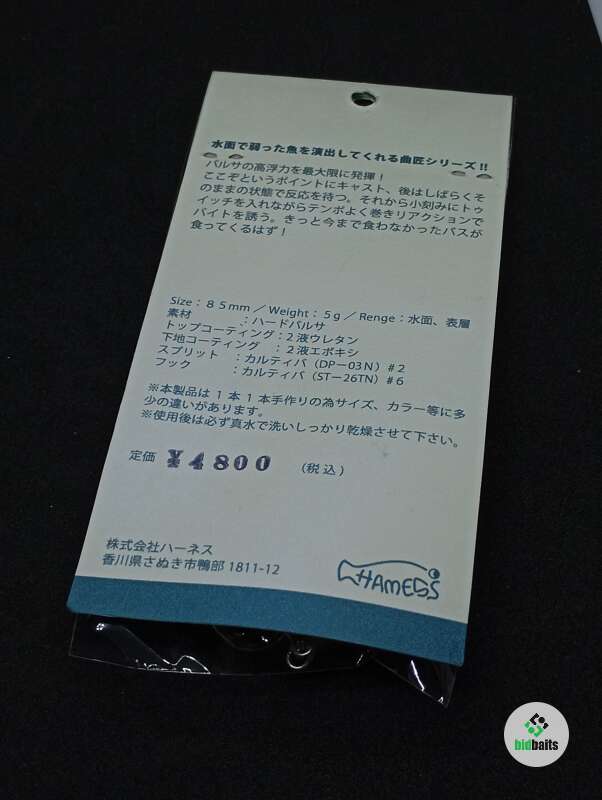 水面で弱った魚を演出してくれる曲匠シリーズ!!
バルサの高浮力を最大限に発揮！
ここぞというポイントにキャスト、後はしばらくそ
のままの状態で反応を待つ。それから小刻みにトゥ
イッチを入れながらテンポよく巻きリアクションで
バイトを誘う。きっと今まで食わなかったバスが
食ってくるはず！
Size：８５mm／Weight：５g／Renge：水面、表層
素材　　　　　：ハードバルサ
トップコーティング：２液ウレタン
下地コーティング　：２液エポキシ
スプリット　：カルティバ（DP−03N）#2
フック　　　：カルティバ（ST−26TN）#6
※本製品は１本１本手作りの為サイズ、カラー等に多
少の違いがあります。
※使用後は必ず真水で洗いしっかり乾燥させて下さい。
定価 ¥4800 （税込）
株式会社ハーネス
香川県さぬき市鴨部 1811-12
HAMEGS
bidbaits